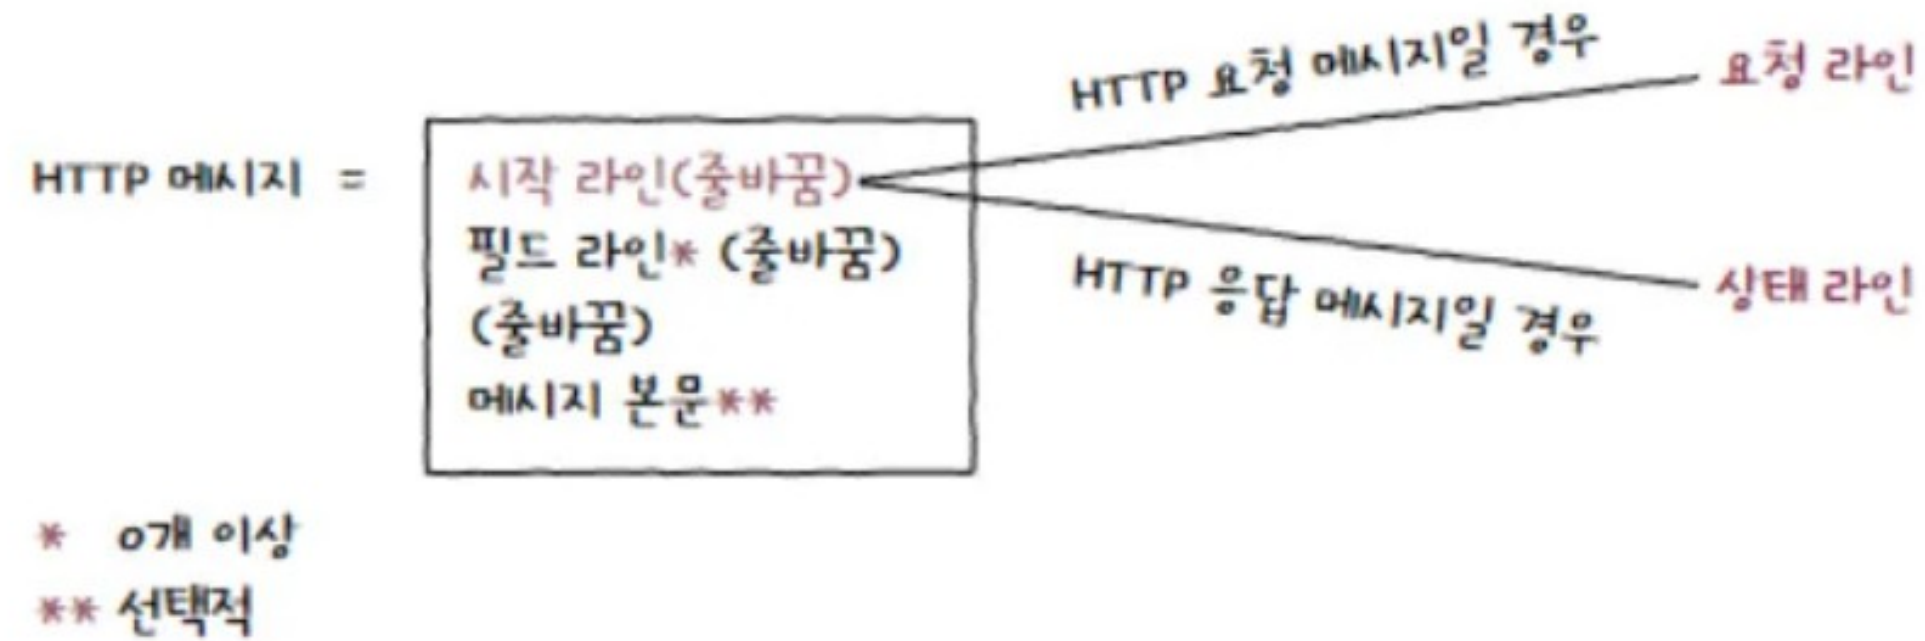 HTTP 요청 메시지일 경우
요청 라인
HTTP 메시지 =
시작 라인(줄바꿈)
필드 라인* (줄바꿈)
(줄바꿈)
메시지 본문**
HTTP 응답 메시지일 경우
상태 라인
* 0개 이상
** 선택적